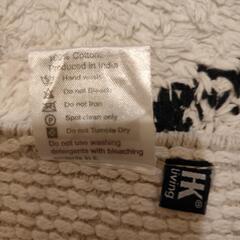 100% Cotton
Produced in India
Hand wash
Do not Bleach
Do not Iron
Spot clean only
Do not Tumble Dry
Do not use washing
detergents with bleaching
HK
living
®